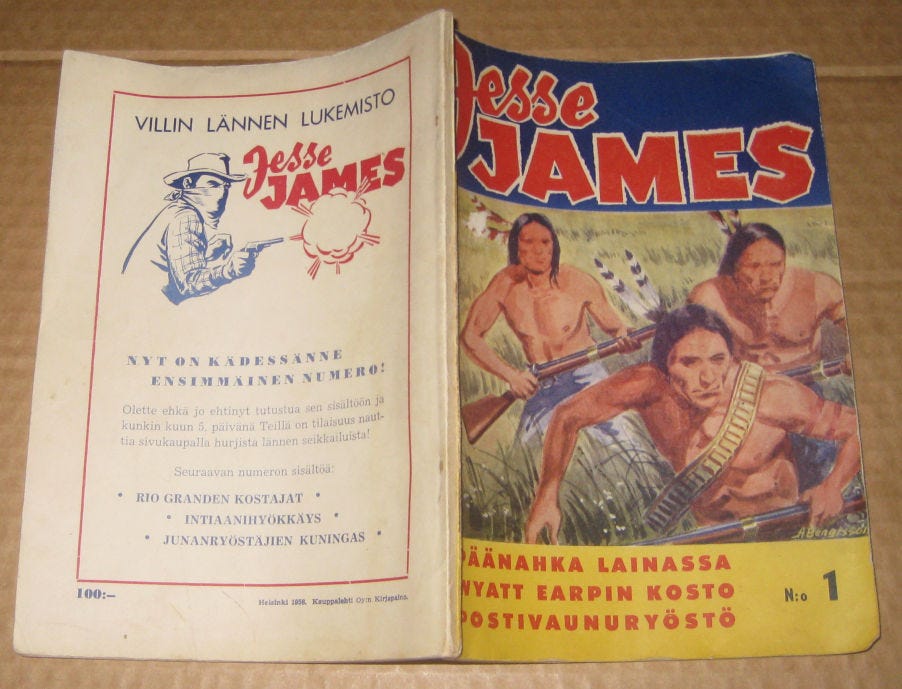 VILLIN LÄNNEN LUKEMISTO
Jesse
JAMES
NYT ON KÄDESSÄNNE
ENSIMMÄINEN NUMERO!
Olette ehkä jo ehtinyt tutustua sen sisältöön ja
kunkin kuun 5. päivänä Teillä on tilaisuus naut-
tia sivukaupalla hurjista lännen seikkailuista!
Seuraavan numeron sisältöä:
• RIO GRANDEN KOSTAJAT •
• INTIAANIHYÖKKÄYS •
• JUNANRYÖSTÄJIEN KUNINGAS •
100:–
Helsinki 1958. Kauppalehti Oy:n Kirjapaino.
Jesse
JAMES
PÄÄNAHKA LAINASSA
WYATT EARPIN KOSTO
POSTIVAUNURYÖSTÖ
N:o 1